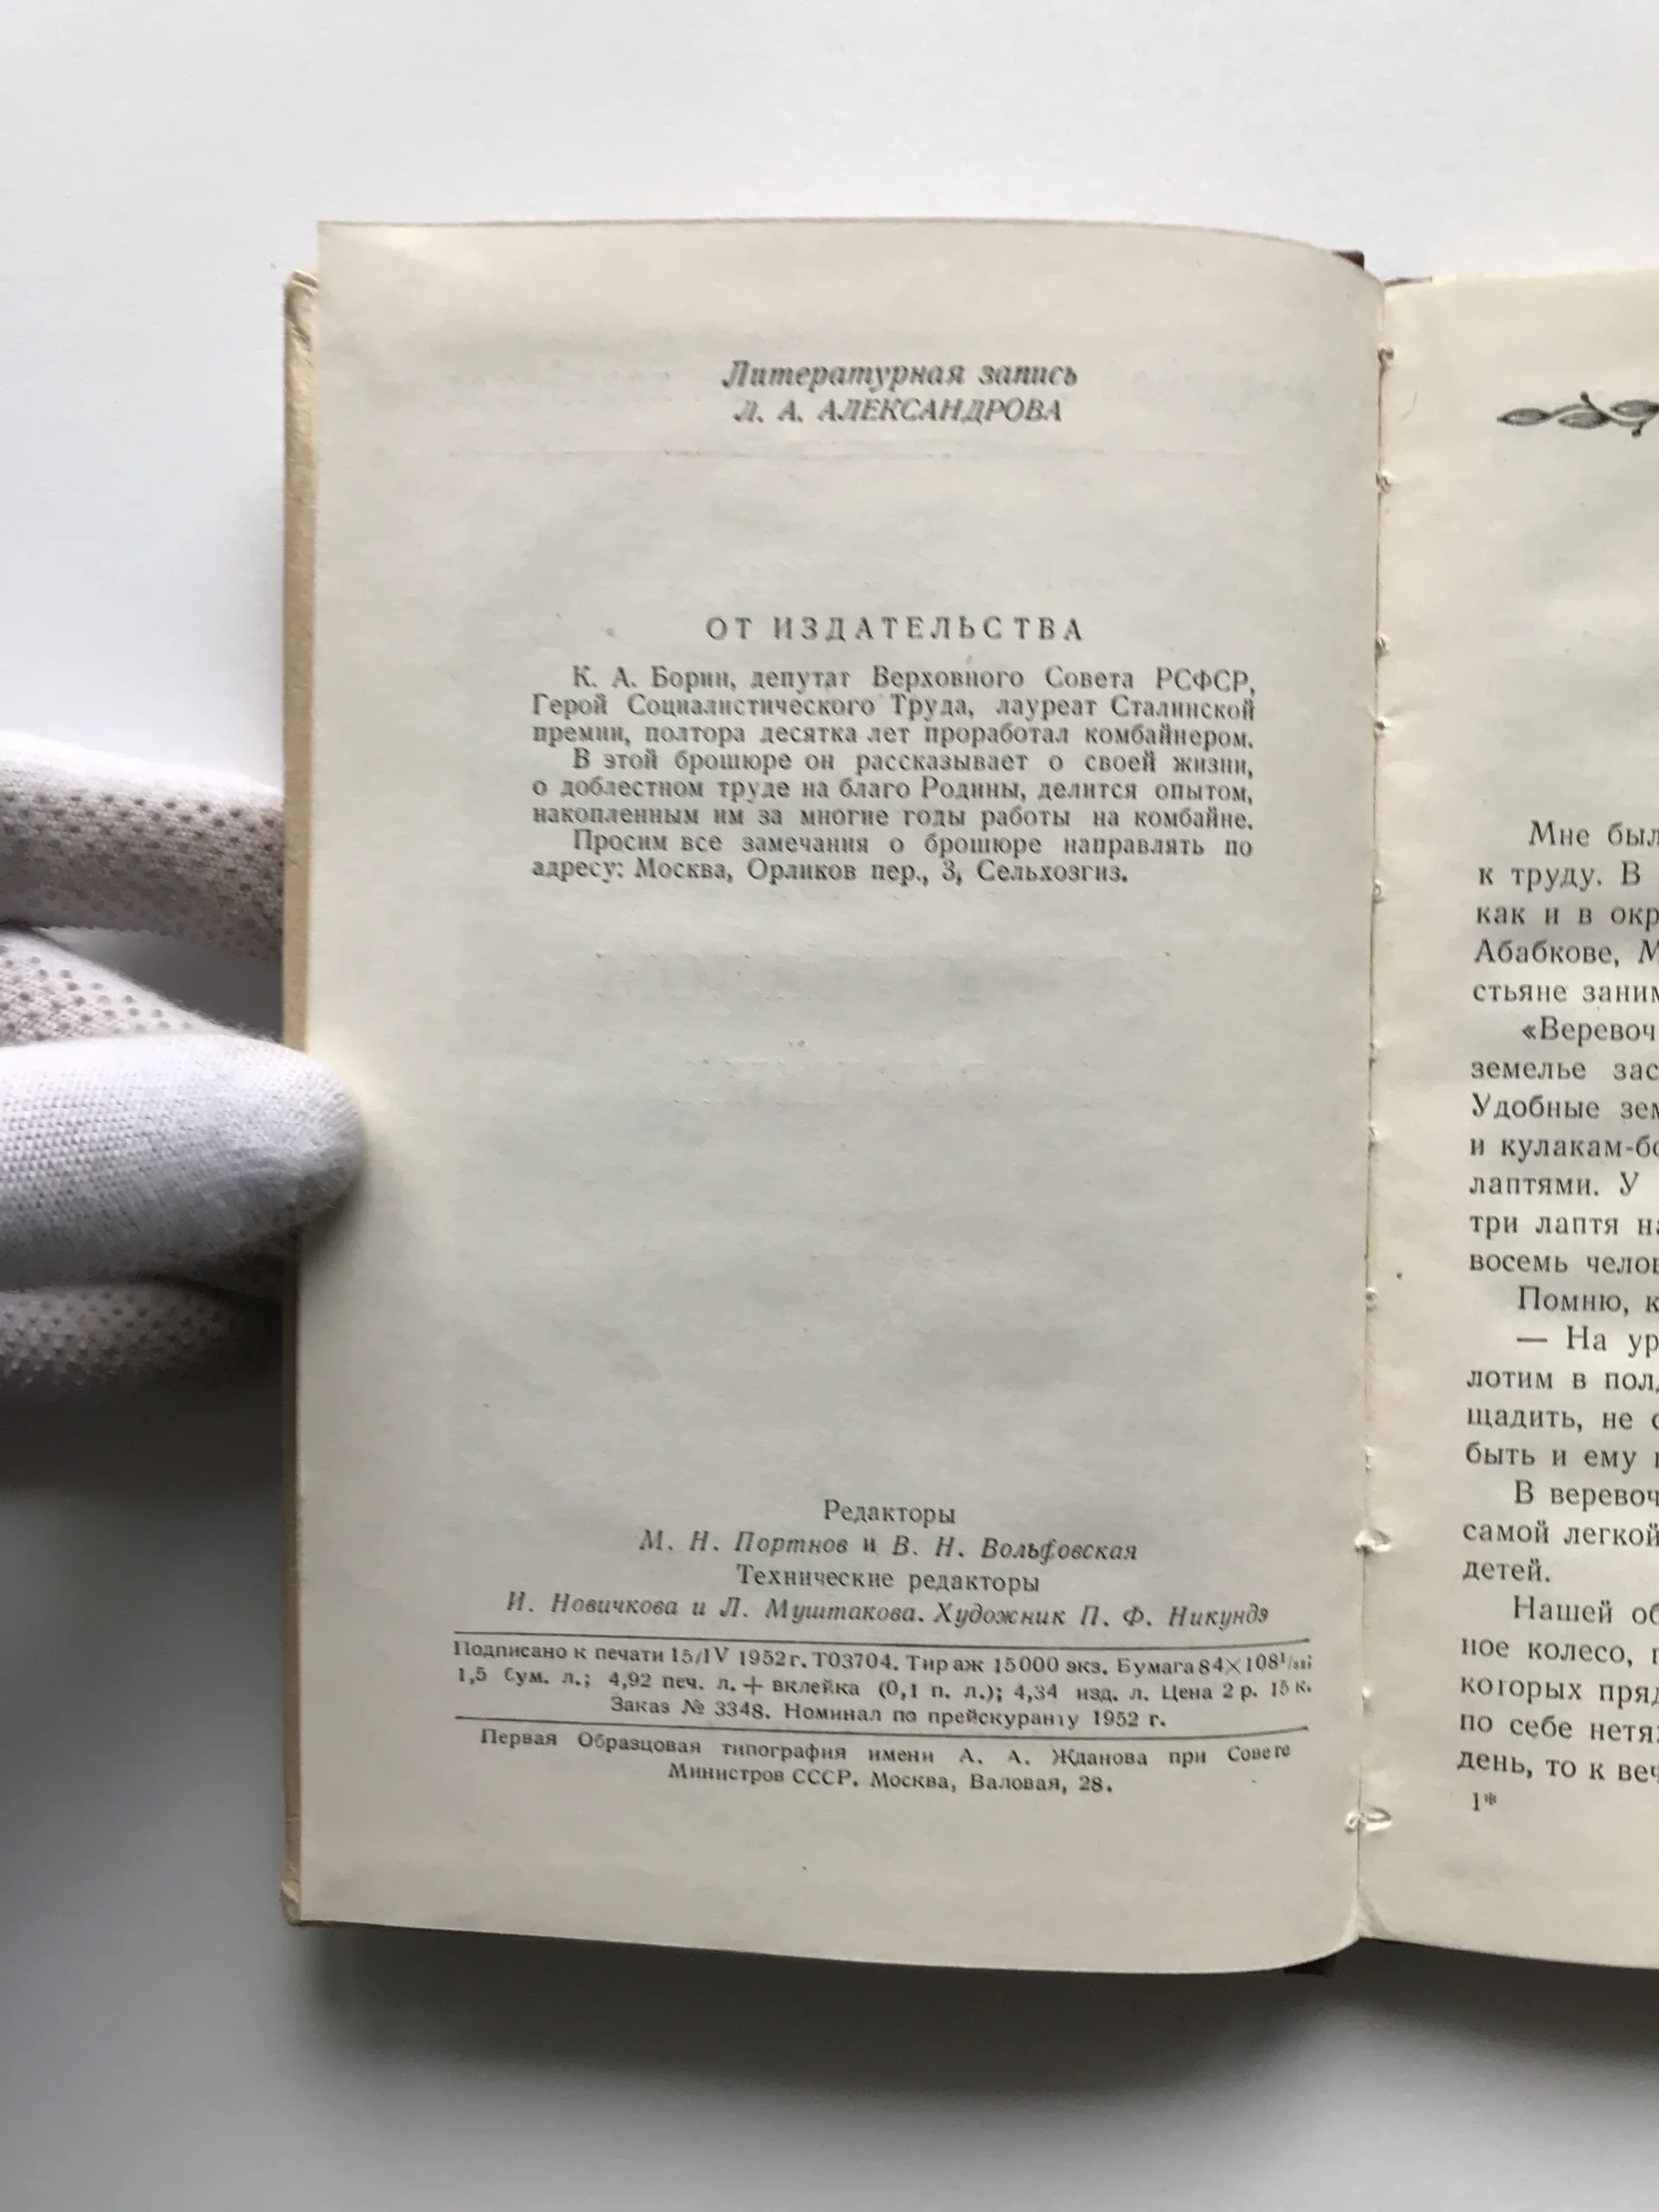 Литературная запись
Л. А. АЛЕКСАНДРОВА
ОТ ИЗДАТЕЛЬСТВА
К. А. Борин, депутат Верховного Совета РСФСР,
Герой Социалистического Труда, лауреат Сталинской
премии, полтора десятка лет проработал комбайнером.
В этой брошюре он рассказывает о своей жизни,
о доблестном труде на благо Родины, делится опытом,
накопленным им за многие годы работы на комбайне.
Просим все замечания о брошюре направлять по
адресу: Москва, Орликов пер., 3, Сельхозгиз.
Редакторы
М. Н. Портнов и В. Н. Вольфовская
Технические редакторы
И. Новичкова и Л. Муштакова. Художник П. Ф. Никундэ
Подписано к печати 15/IV 1952 г. Т03704. Тираж 15000 экз. Бумага 84×108¹/₃₂;
1,5 бум. л.; 4,92 печ. л. + вклейка (0,1 п. л.); 4,34 изд. л. Цена 2 р. 15 к.
Заказ № 3348. Номинал по прейскуранту 1952 г.
Первая Образцовая типография имени А. А. Жданова при Совете
Министров СССР. Москва, Валовая, 28.
Мне был
к труду. В
как и в окр
Абабкове, М
стьяне заним
«Веревоч
земелье зас
Удобные зем
и кулакам-бо
лаптями. У
три лаптя на
восемь челов
Помню, к
— На ур
лотим в пол
щадить, не с
быть и ему
В веревоч
самой легкой
детей.
Нашей об
ное колесо, п
которых пряд
по себе нетя
день, то к веч
1*